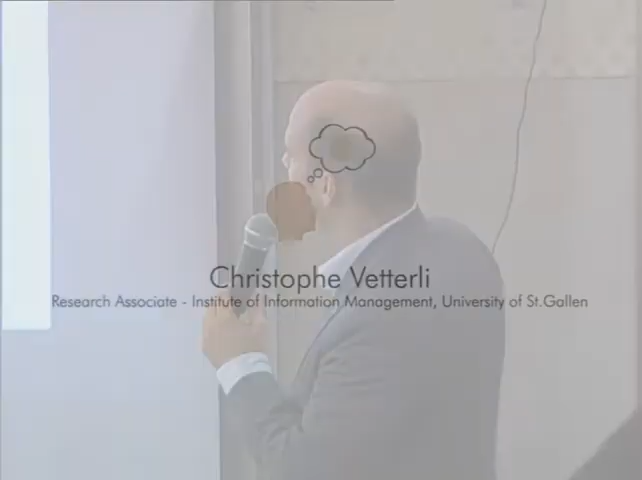 Christophe Vetterli
Research Associate - Institute of Information Management, University of St.Gallen